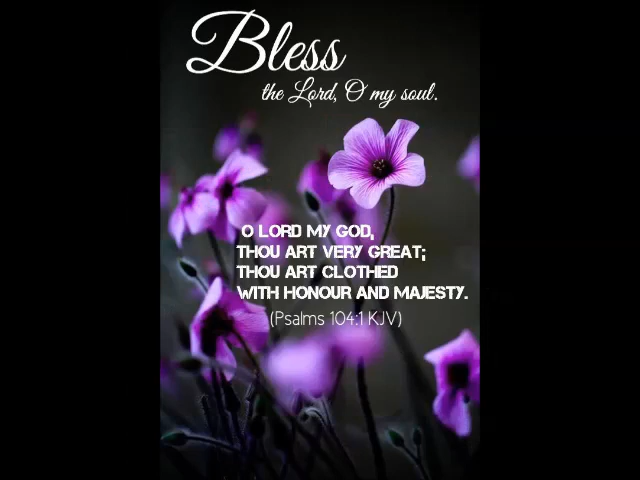 Bless
the Lord, O my soul.
O LORD MY GOD,
THOU ART VERY GREAT;
THOU ART CLOTHED
WITH HONOUR AND MAJESTY.
(Psalms 104:1 KJV)